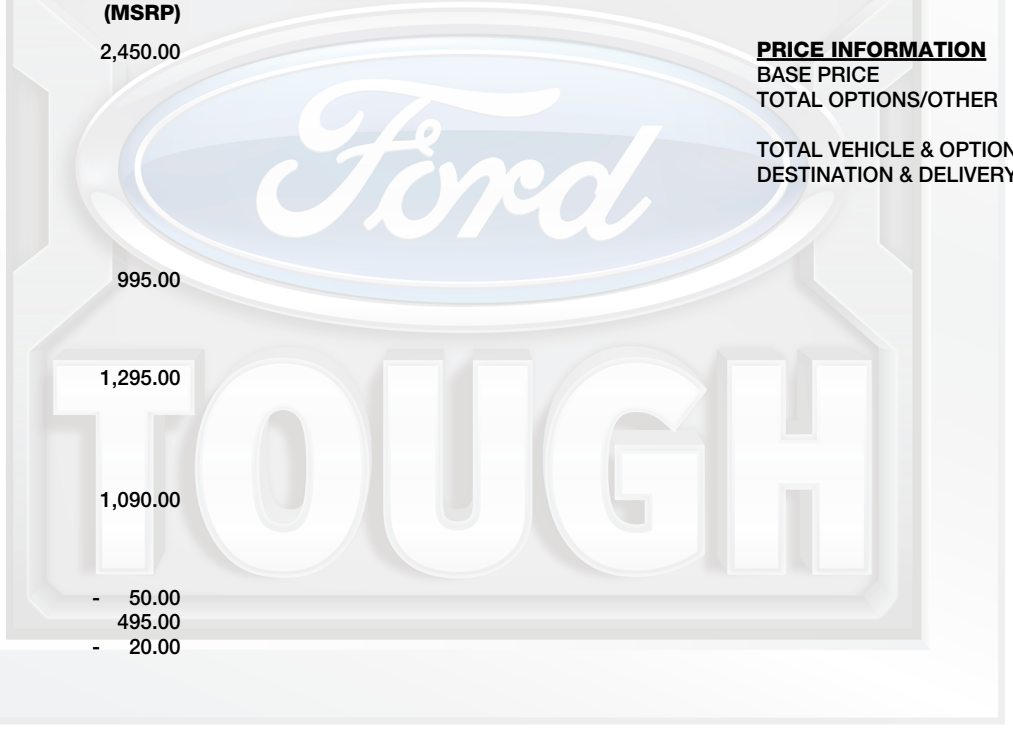 (MSRP)
2,450.00
995.00
1,295.00
1,090.00
- 50.00
495.00
- 20.00
PRICE INFORMATION
BASE PRICE
TOTAL OPTIONS/OTHER
TOTAL VEHICLE & OPTION
DESTINATION & DELIVERY
Ford
TOUGH